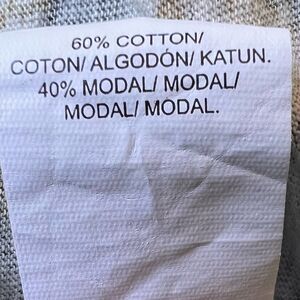 60% COTTON/
COTON/ ALGODÓN/ KATUN.
40% MODAL/ MODAL/
MODAL/ MODAL.